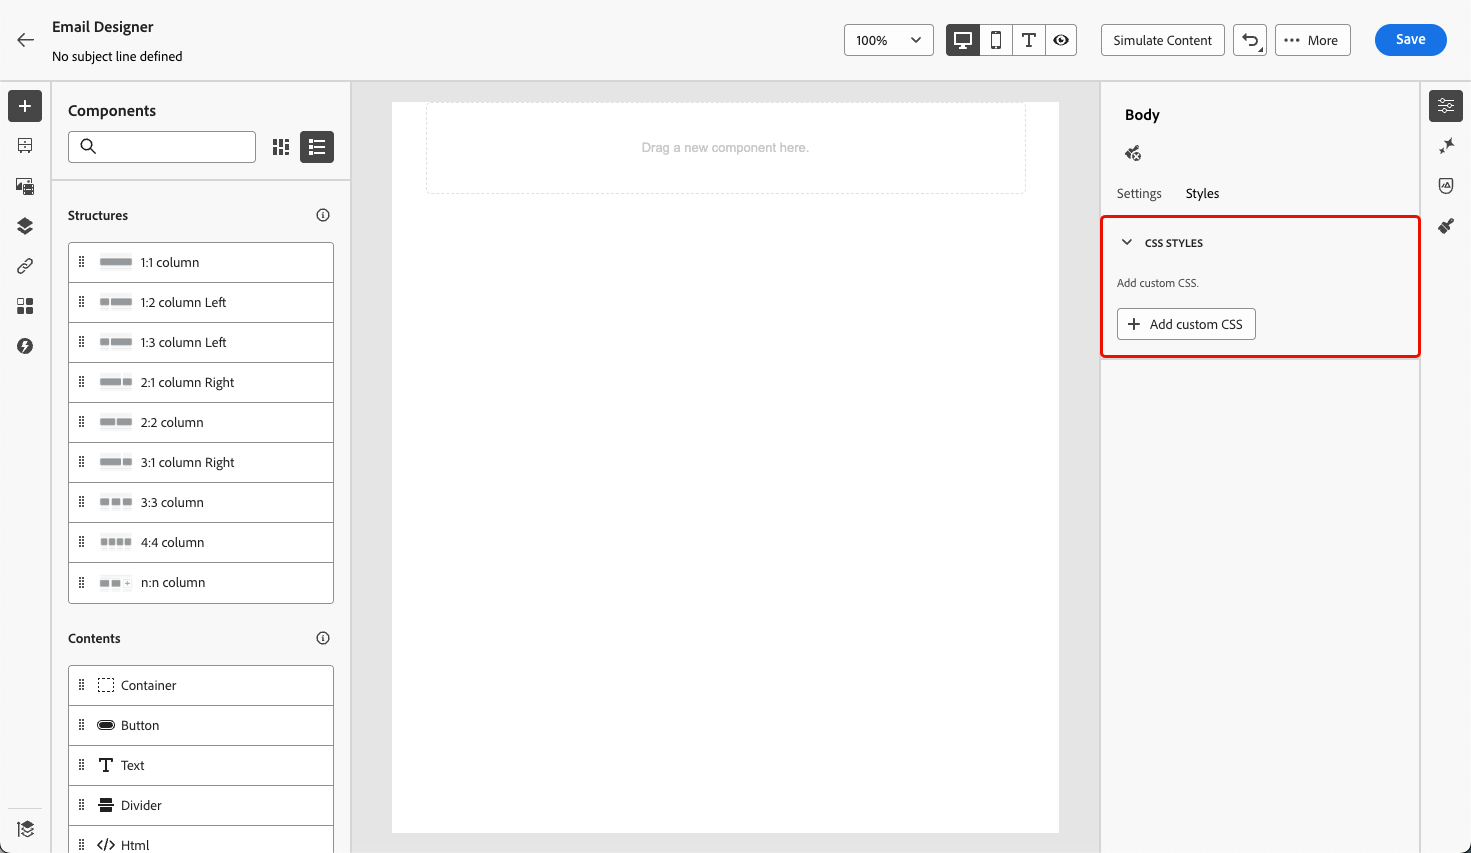 Email Designer
No subject line defined
100%
Simulate Content
More
Save
Components
Structures
1:1 column
1:2 column Left
1:3 column Left
2:1 column Right
2:2 column
3:1 column Right
3:3 column
4:4 column
n:n column
Contents
Container
Button
Text
Divider
Html
Drag a new component here.
Body
Settings
Styles
CSS STYLES
Add custom CSS.
Add custom CSS